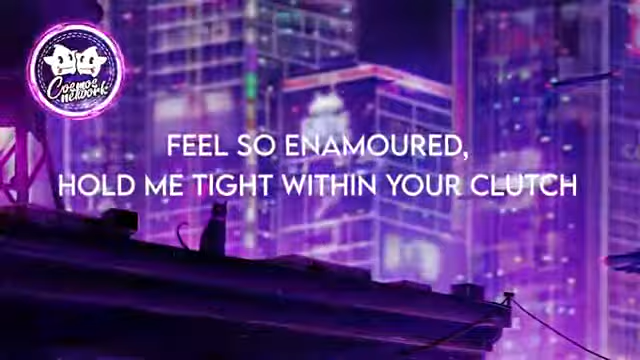 Cosmos
network
FEEL SO ENAMOURED,
HOLD ME TIGHT WITHIN YOUR CLUTCH